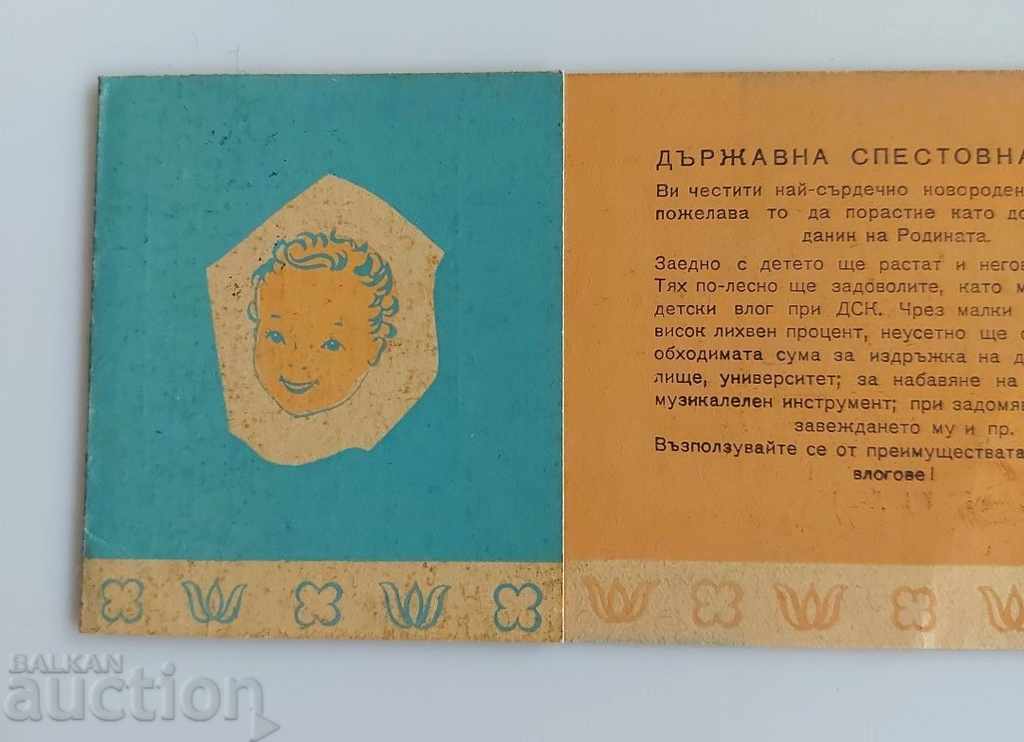 ДЪРЖАВНА СПЕСТОВНА
Ви честити най-сърдечно новороден
пожелава то да порастне като до
данин на Родината.
Заедно с детето ще растат и негов
Тях по-лесно ще задоволите, като м
детски влог при ДСК. Чрез малки
висок лихвен процент, неусетно ще с
обходимата сума за издръжка на д
лище, университет; за набавяне на
музикалелен инструмент; при задомя
завеждането му и пр.
Възползувайте се от преимуществата
влогове!
BALKAN
auction